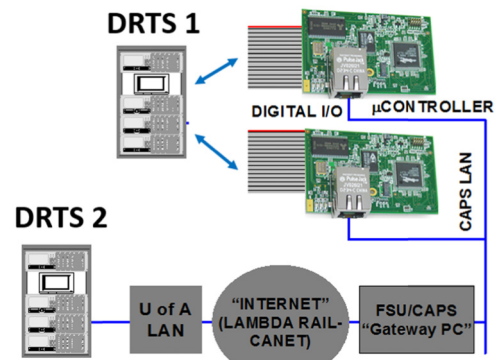 DRTS 1
DIGITAL I/O
µCONTROLLER
CAPS LAN
DRTS 2
U of A
LAN
“INTERNET”
(LAMBDA RAIL-
CANET)
FSU/CAPS
“Gateway PC”